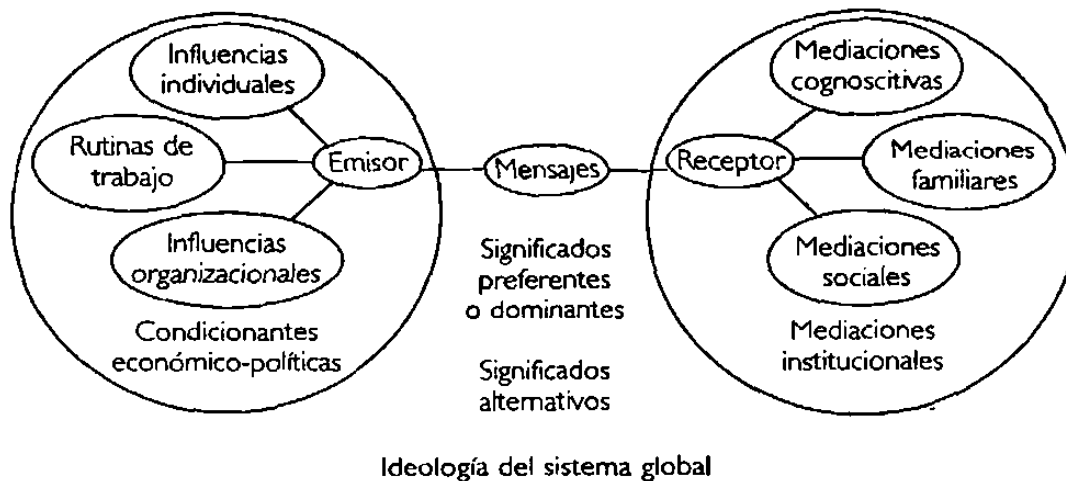 Influencias
individuales
Rutinas de
trabajo
Emisor
Influencias
organizacionales
Condicionantes
económico-políticas
Mensajes
Significados
preferentes
o dominantes
Significados
alternativos
Mediaciones
cognoscitivas
Receptor
Mediaciones
familiares
Mediaciones
sociales
Mediaciones
institucionales
Ideología del sistema global